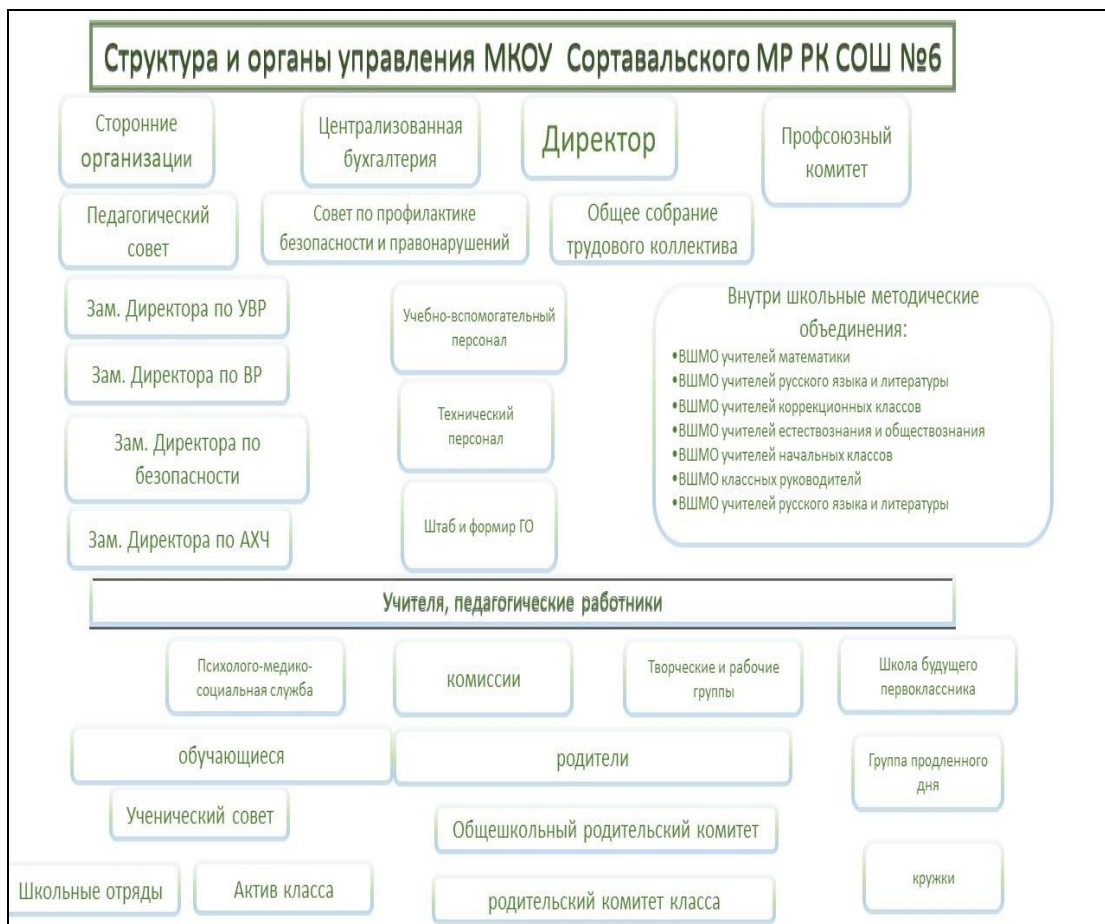 Структура и органы управления МКОУ Сортавальского МР РК СОШ №6
Сторонние
организации
Централизованная
бухгалтерия
Директор
Профсоюзный
комитет
Педагогический
совет
Совет по профилактике
безопасности и правонарушений
Общее собрание
трудового коллектива
Зам. Директора по УВР
Зам. Директора по ВР
Зам. Директора по
безопасности
Зам. Директора по АХЧ
Учебно-вспомогательный
персонал
Технический
персонал
Штаб и формир ГО
Внутри школьные методические
объединения:
•ВШМО учителей математики
•ВШМО учителей русского языка и литературы
•ВШМО учителей коррекционных классов
•ВШМО учителей естествознания и обществознания
•ВШМО учителей начальных классов
•ВШМО классных руководителй
•ВШМО учителей русского языка и литературы
Учителя, педагогические работники
Психолого-медико-
социальная служба
комиссии
Творческие и рабочие
группы
Школа будущего
первоклассника
обучающиеся
родители
Группа продленного
дня
Ученический совет
Общешкольный родительский комитет
Школьные отряды
Актив класса
родительский комитет класса
кружки